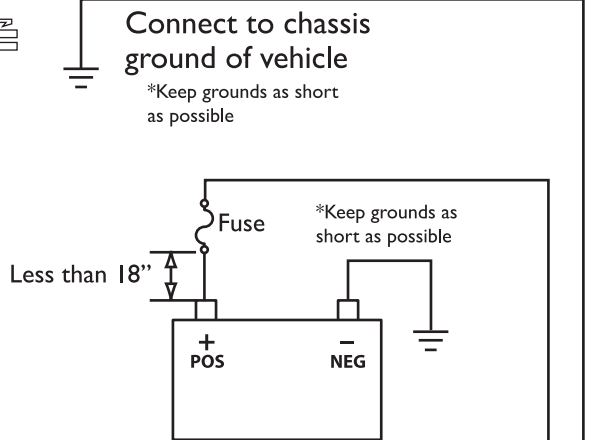 Connect to chassis
ground of vehicle
*Keep grounds as short
as possible
Fuse
*Keep grounds as
short as possible
Less than 18”
+
POS
–
NEG